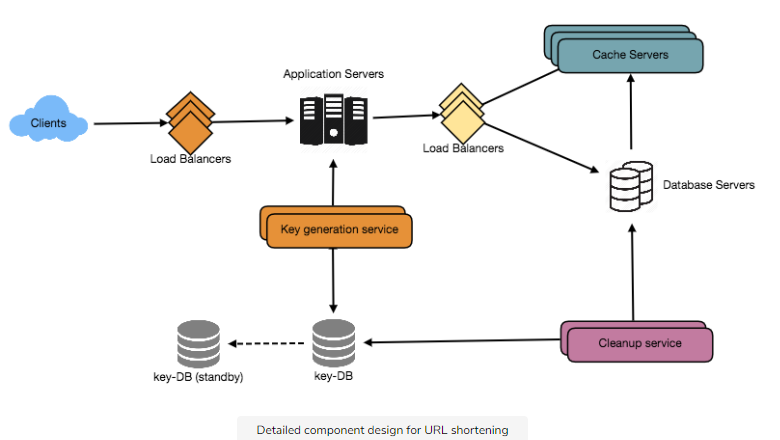 Cache Servers
Application Servers
Clients
Load Balancers
Load Balancers
Database Servers
Key generation service
Cleanup service
key-DB (standby)
key-DB
Detailed component design for URL shortening